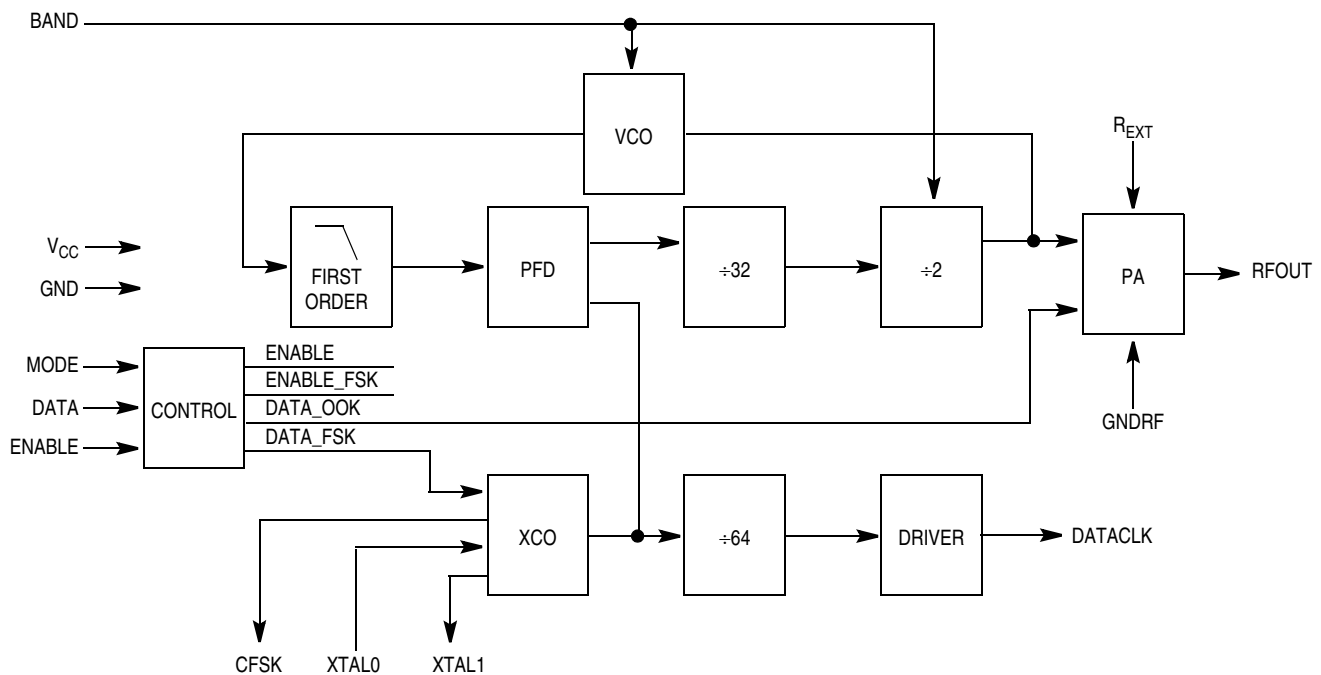 BAND
VCO
R_EXT
V_CC
GND
FIRST
ORDER
PFD
÷32
÷2
PA
RFOUT
MODE
DATA
ENABLE
CONTROL
ENABLE
ENABLE_FSK
DATA_OOK
DATA_FSK
GNDRF
XCO
÷64
DRIVER
DATACLK
CFSK
XTAL0
XTAL1